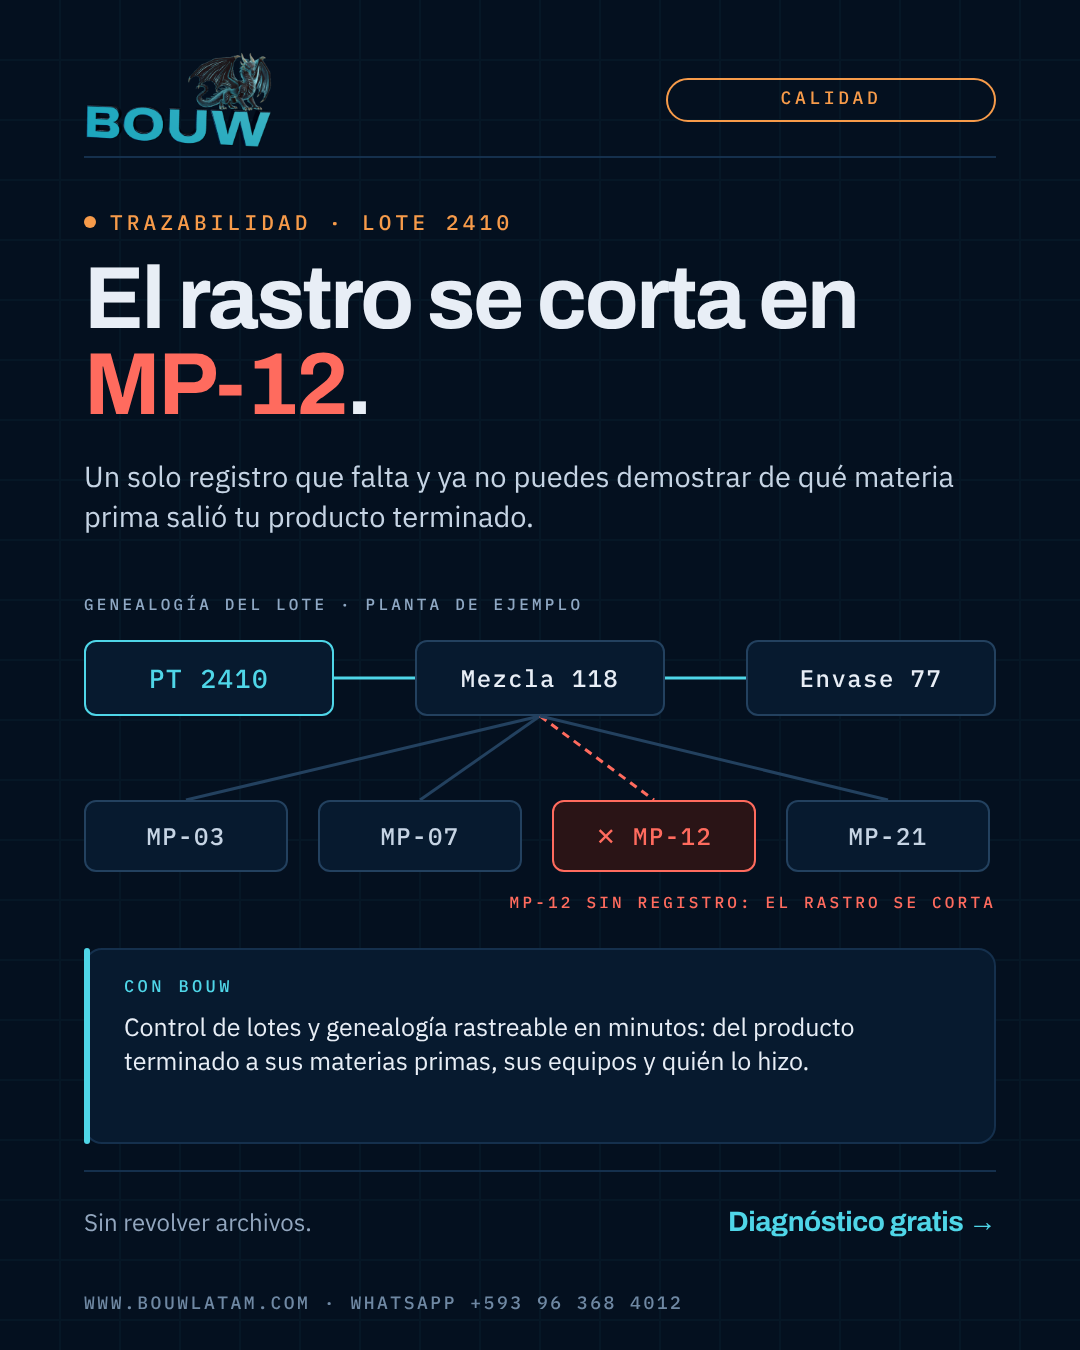 BOUW
CALIDAD
TRAZABILIDAD · LOTE 2410
El rastro se corta en
MP-12.
Un solo registro que falta y ya no puedes demostrar de qué materia
prima salió tu producto terminado.
GENEALOGÍA DEL LOTE · PLANTA DE EJEMPLO
PT 2410
Mezcla 118
Envase 77
MP-03
MP-07
✕ MP-12
MP-21
MP-12 SIN REGISTRO: EL RASTRO SE CORTA
CON BOUW
Control de lotes y genealogía rastreable en minutos: del producto
terminado a sus materias primas, sus equipos y quién lo hizo.
Sin revolver archivos.
Diagnóstico gratis →
WWW.BOUWLATAM.COM · WHATSAPP +593 96 368 4012